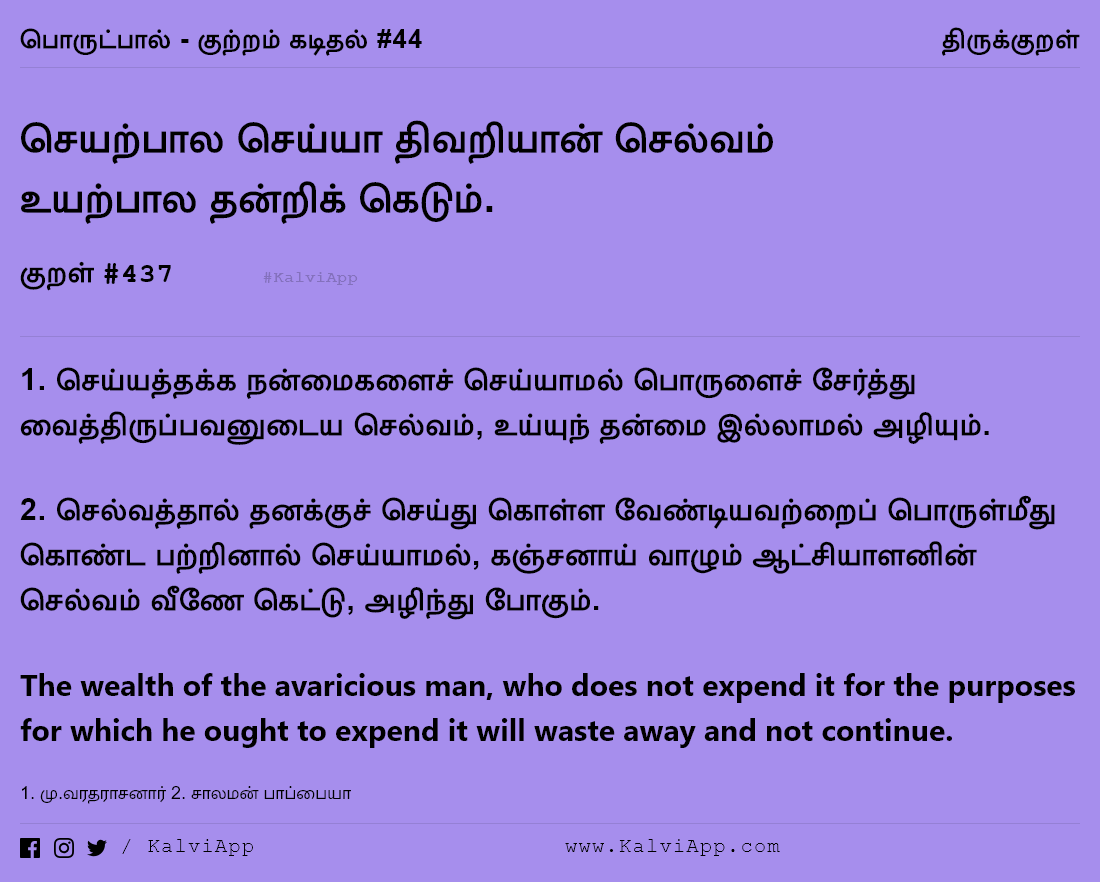 பொருட்பால் - குற்றம் கடிதல் #44 திருக்குறள்
செயற்பால செய்யா திவறியான் செல்வம்
உயற்பால தன்றிக் கெடும்.
குறள் #437 #KalviApp
1. செய்யத்தக்க நன்மைகளைச் செய்யாமல் பொருளைச் சேர்த்து
வைத்திருப்பவனுடைய செல்வம், உய்யுந் தன்மை இல்லாமல் அழியும்.
2. செல்வத்தால் தனக்குச் செய்து கொள்ள வேண்டியவற்றைப் பொருள்மீது
கொண்ட பற்றினால் செய்யாமல், கஞ்சனாய் வாழும் ஆட்சியாளனின்
செல்வம் வீணே கெட்டு, அழிந்து போகும்.
The wealth of the avaricious man, who does not expend it for the purposes
for which he ought to expend it will waste away and not continue.
1. மு.வரதராசனார் 2. சாலமன் பாப்பையா
/ KalviApp www.KalviApp.com